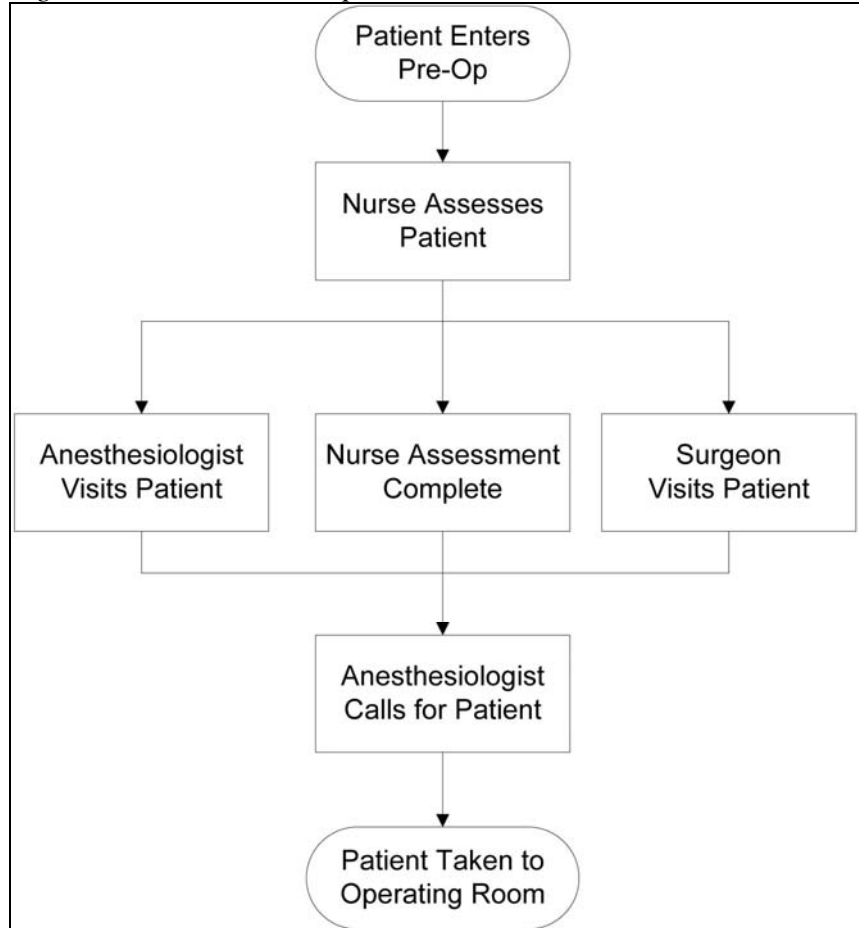 Patient Enters
Pre-Op
Nurse Assesses
Patient
Anesthesiologist
Visits Patient
Nurse Assessment
Complete
Surgeon
Visits Patient
Anesthesiologist
Calls for Patient
Patient Taken to
Operating Room